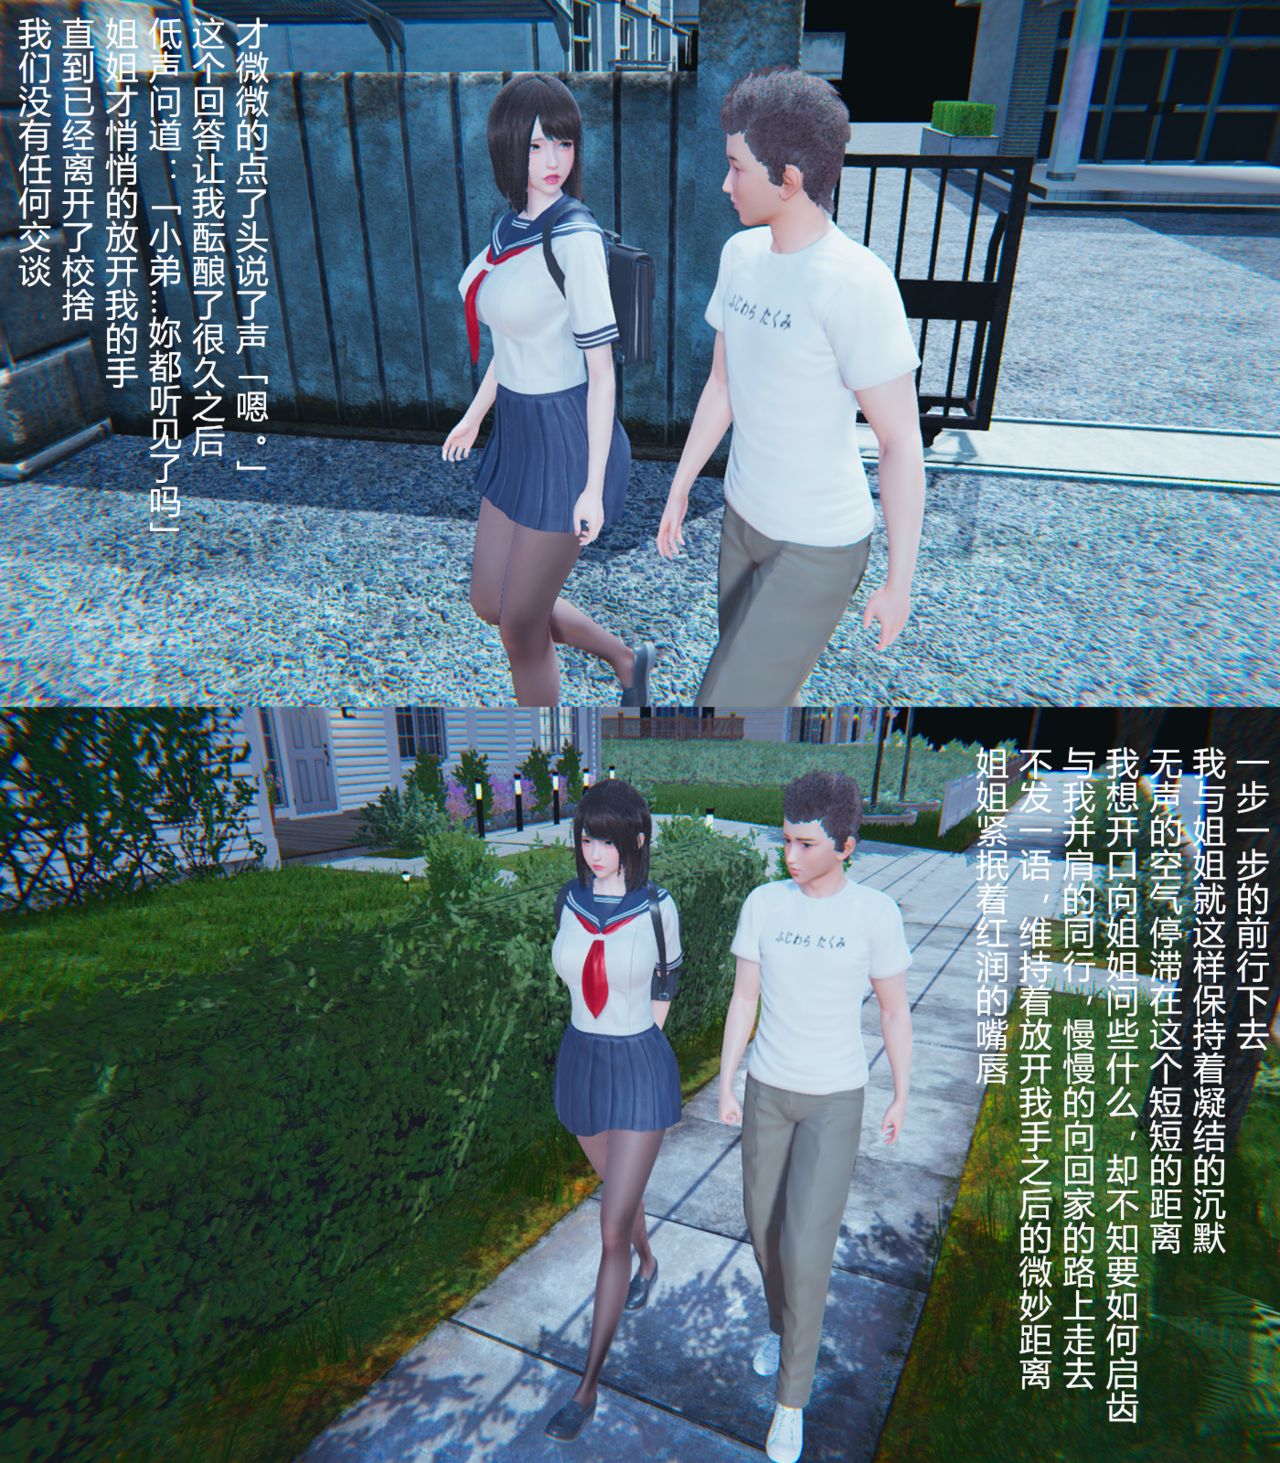 我们没有任何交谈
直到已经离开了校捨
姐姐才悄悄的放开我的手
低声问道：「小弟…妳都听见了吗」
这个回答让我酝酿了很久之后
才微微的点了头说了声「嗯。」
ふじわら たくみ
姐姐紧抿着红润的嘴唇
不发一语，维持着放开我手之后的微妙距离
与我并肩的同行，慢慢的向回家的路上走去
我想开口向姐姐问些什么，却不知要如何启齿
无声的空气停滞在这个短短的距离
我与姐姐就这样保持着凝结的沉默
一步一步的前行下去
ふじわら たくみ